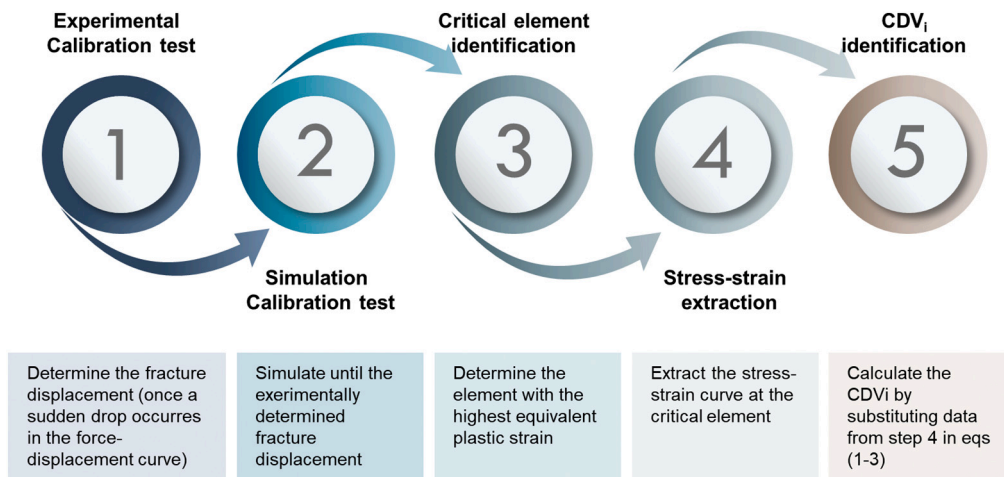 Experimental
Calibration test
Critical element
identification
CDVi
identification
1
2
3
4
5
Simulation
Calibration test
Stress-strain
extraction
Determine the fracture
displacement (once a
sudden drop occurres
in the force-
displacement curve)
Simulate until the
exerimentally
determined
fracture
displacement
Determine the
element with the
highest equivalent
plastic strain
Extract the stress-
strain curve at the
critical element
Calculate the
CDVi by
substituting data
from step 4 in eqs
(1-3)